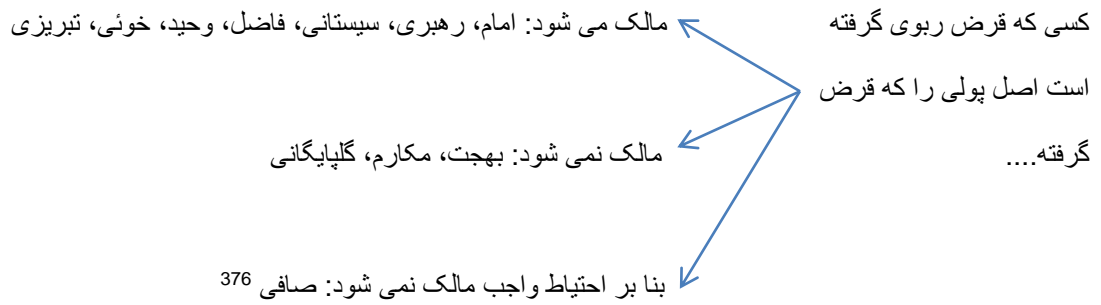 کسی که قرض ربوی گرفته
است اصل پولی را که قرض
گرفته....
مالک می شود: امام، رهبری، سیستانی، فاضل، وحید، خوئی، تبریزی
مالک نمی شود: بهجت، مکارم، گلپایگانی
بنا بر احتیاط واجب مالک نمی شود: صافی 376